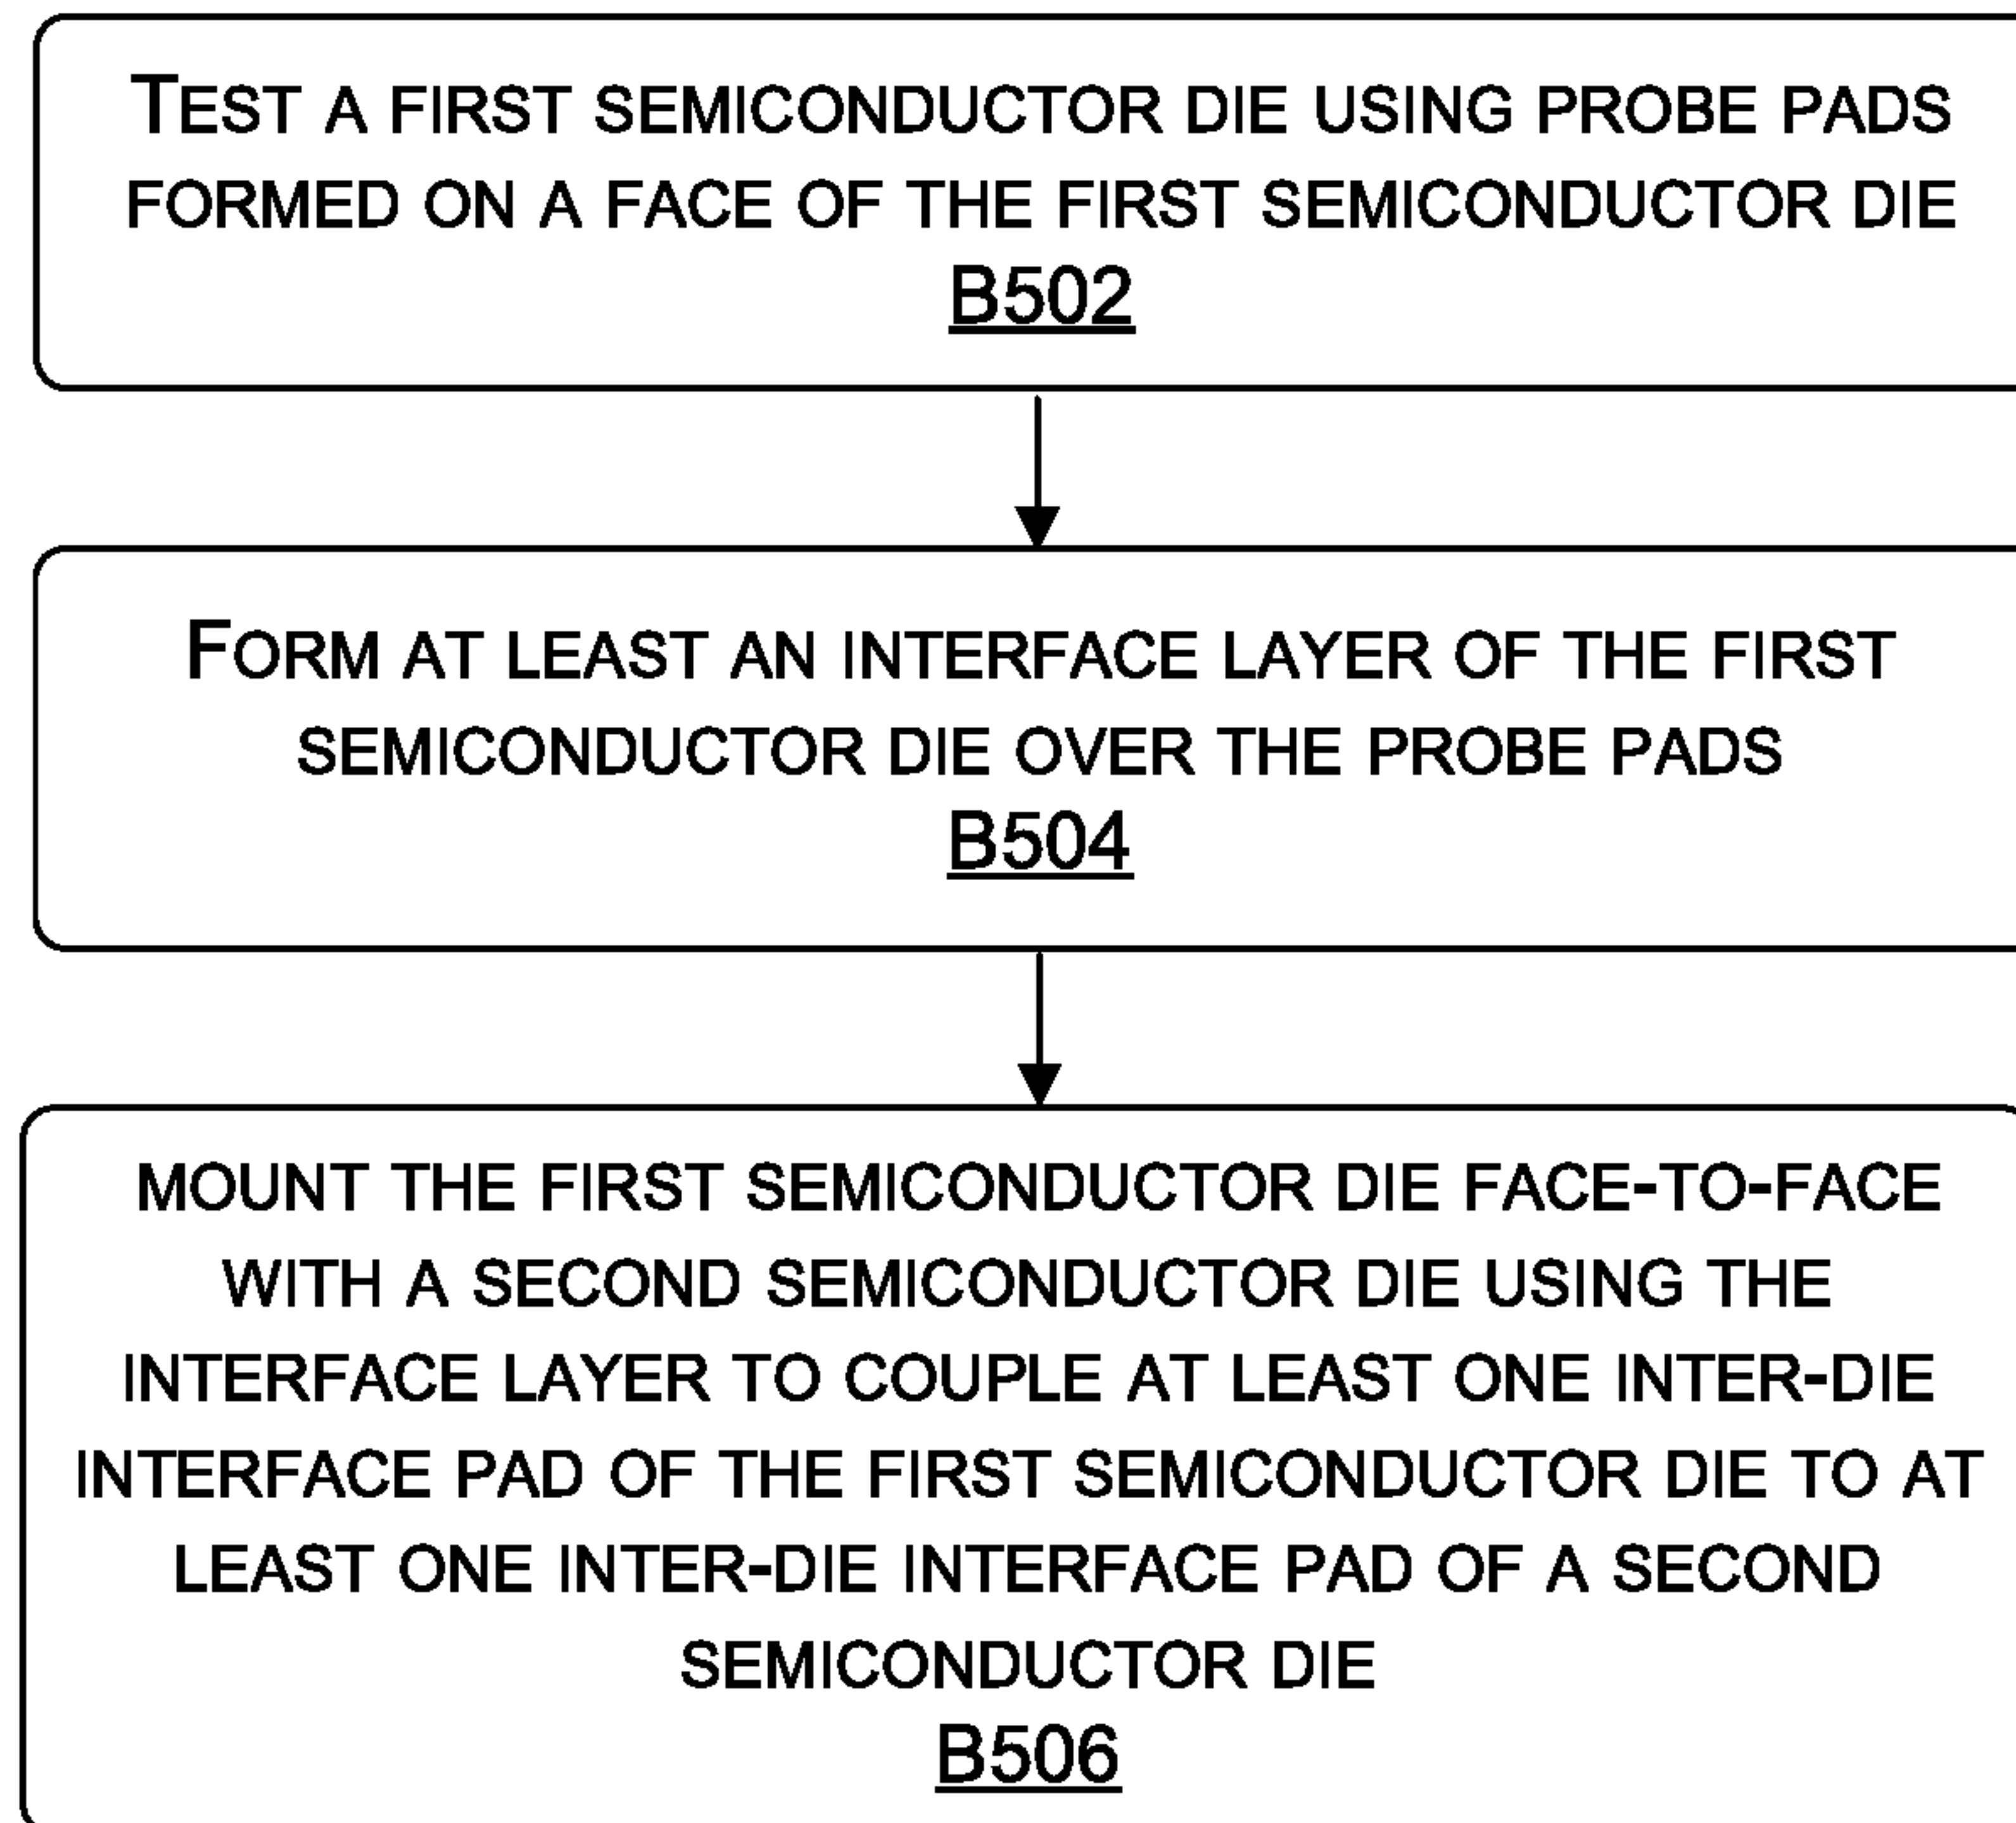 TEST A FIRST SEMICONDUCTOR DIE USING PROBE PADS
FORMED ON A FACE OF THE FIRST SEMICONDUCTOR DIE
B502
FORM AT LEAST AN INTERFACE LAYER OF THE FIRST
SEMICONDUCTOR DIE OVER THE PROBE PADS
B504
MOUNT THE FIRST SEMICONDUCTOR DIE FACE-TO-FACE
WITH A SECOND SEMICONDUCTOR DIE USING THE
INTERFACE LAYER TO COUPLE AT LEAST ONE INTER-DIE
INTERFACE PAD OF THE FIRST SEMICONDUCTOR DIE TO AT
LEAST ONE INTER-DIE INTERFACE PAD OF A SECOND
SEMICONDUCTOR DIE
B506